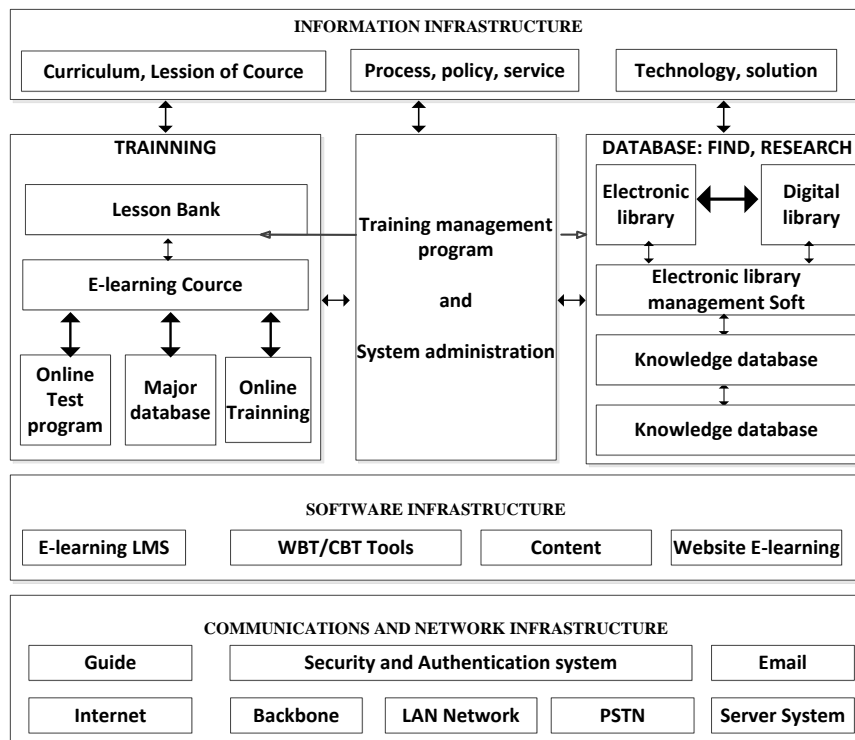 INFORMATION INFRASTRUCTURE
Curriculum, Lession of Cource
Process, policy, service
Technology, solution
TRAINNING
Lesson Bank
E-learning Cource
Online
Test
program
Major
database
Online
Trainning
Training management
program
and
System administration
DATABASE: FIND, RESEARCH
Electronic
library
Digital
library
Electronic library
management Soft
Knowledge database
Knowledge database
SOFTWARE INFRASTRUCTURE
E-learning LMS
WBT/CBT Tools
Content
Website E-learning
COMMUNICATIONS AND NETWORK INFRASTRUCTURE
Guide
Security and Authentication system
Email
Internet
Backbone
LAN Network
PSTN
Server System